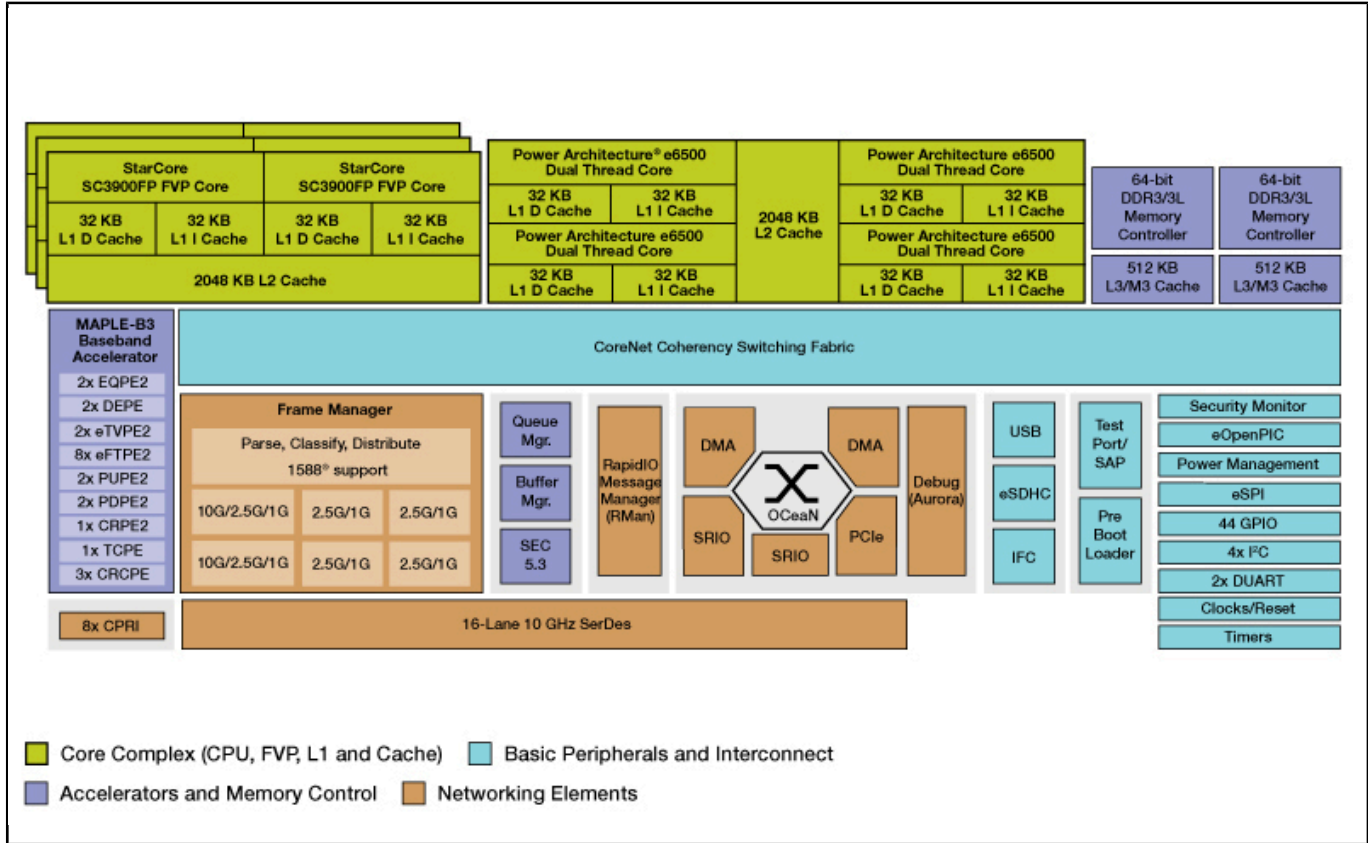 StarCore
SC3900FP FVP Core
StarCore
SC3900FP FVP Core
32 KB
L1 D Cache
32 KB
L1 I Cache
32 KB
L1 D Cache
32 KB
L1 I Cache
2048 KB L2 Cache
Power Architecture® e6500
Dual Thread Core
32 KB
L1 D Cache
32 KB
L1 I Cache
Power Architecture e6500
Dual Thread Core
32 KB
L1 D Cache
32 KB
L1 I Cache
2048 KB
L2 Cache
Power Architecture e6500
Dual Thread Core
32 KB
L1 D Cache
32 KB
L1 I Cache
Power Architecture e6500
Dual Thread Core
32 KB
L1 D Cache
32 KB
L1 I Cache
64-bit
DDR3/3L
Memory
Controller
64-bit
DDR3/3L
Memory
Controller
512 KB
L3/M3 Cache
512 KB
L3/M3 Cache
MAPLE-B3
Baseband
Accelerator
2x EQPE2
2x DEPE
2x eTVPE2
8x eFTPE2
2x PUPE2
2x PDPE2
1x CRPE2
1x TCPE
3x CRCPE
CoreNet Coherency Switching Fabric
Frame Manager
Parse, Classify, Distribute
1588® support
10G/2.5G/1G
2.5G/1G
2.5G/1G
10G/2.5G/1G
2.5G/1G
2.5G/1G
Queue
Mgr.
Buffer
Mgr.
SEC
5.3
RapidIO
Message
Manager
(RMan)
DMA
DMA
OCeaN
SRIO
SRIO
PCIe
Debug
(Aurora)
USB
eSDHC
IFC
Test
Port/
SAP
Pre
Boot
Loader
Security Monitor
eOpenPIC
Power Management
eSPI
44 GPIO
4x I²C
2x DUART
Clocks/Reset
Timers
8x CPRI
16-Lane 10 GHz SerDes
Core Complex (CPU, FVP, L1 and Cache)
Basic Peripherals and Interconnect
Accelerators and Memory Control
Networking Elements